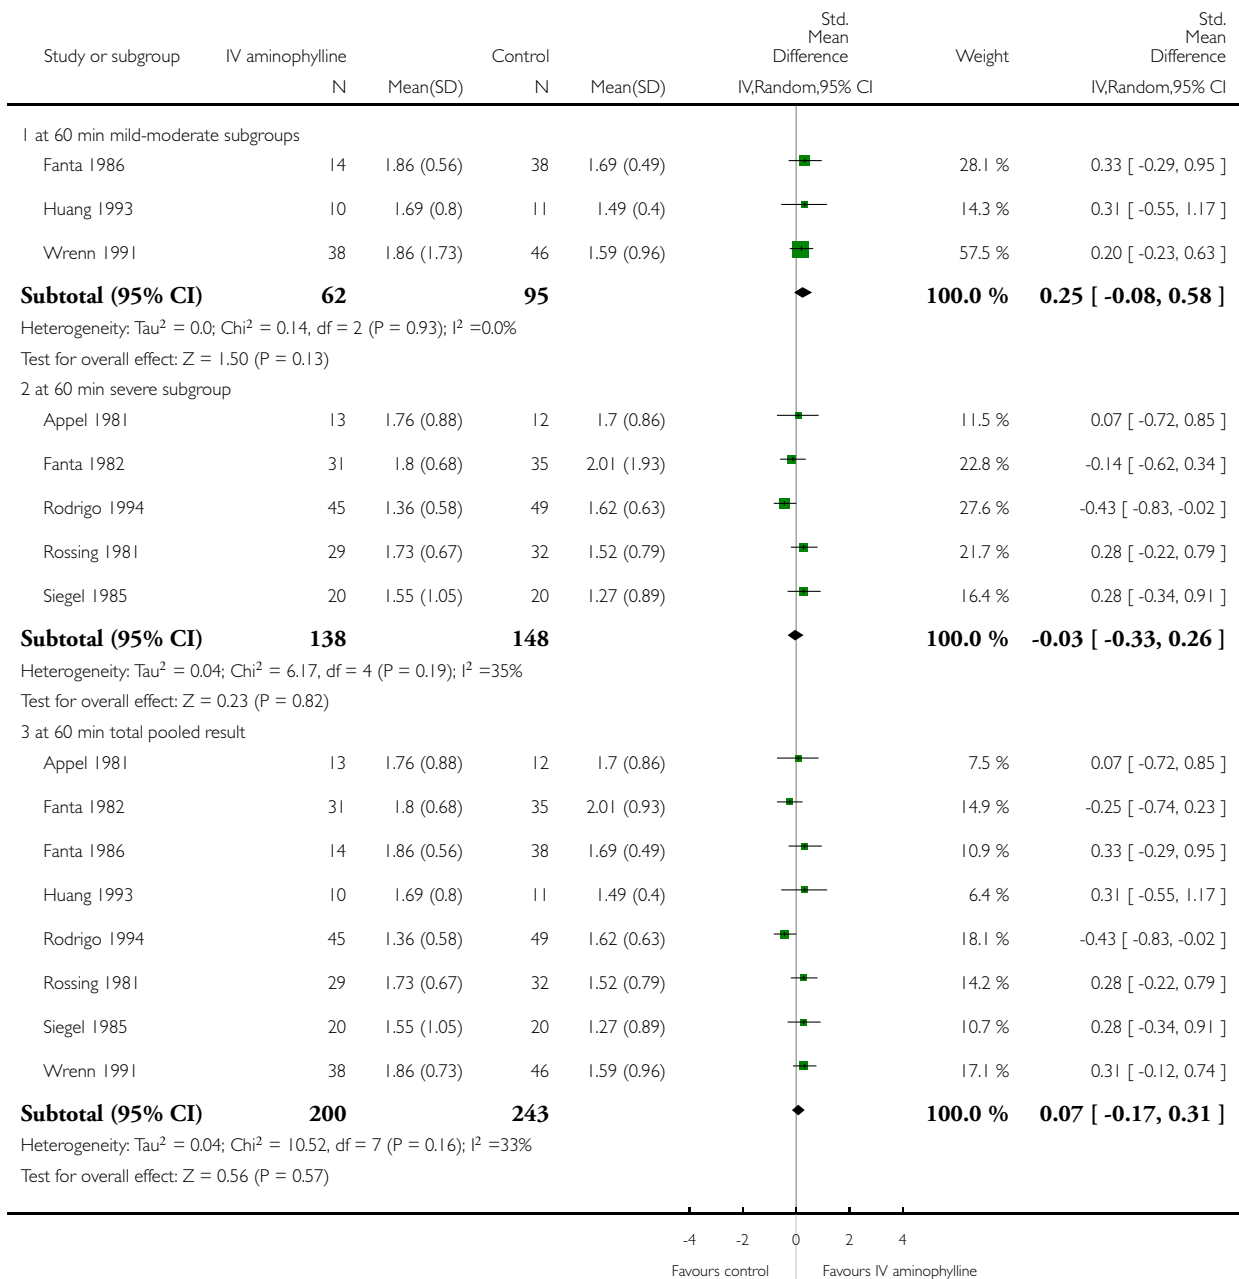 Std. Mean Difference Std. Mean Difference
Study or subgroup IV aminophylline Control Weight
N Mean(SD) N Mean(SD) IV,Random,95% CI IV,Random,95% CI
1 at 60 min mild-moderate subgroups
Fanta 1986 14 1.86 (0.56) 38 1.69 (0.49) 28.1 % 0.33 [ -0.29, 0.95 ]
Huang 1993 10 1.69 (0.8) 11 1.49 (0.4) 14.3 % 0.31 [ -0.55, 1.17 ]
Wrenn 1991 38 1.86 (1.73) 46 1.59 (0.96) 57.5 % 0.20 [ -0.23, 0.63 ]
Subtotal (95% CI) 62 95 100.0 % 0.25 [ -0.08, 0.58 ]
Heterogeneity: Tau² = 0.0; Chi² = 0.14, df = 2 (P = 0.93); I² =0.0%
Test for overall effect: Z = 1.50 (P = 0.13)
2 at 60 min severe subgroup
Appel 1981 13 1.76 (0.88) 12 1.7 (0.86) 11.5 % 0.07 [ -0.72, 0.85 ]
Fanta 1982 31 1.8 (0.68) 35 2.01 (1.93) 22.8 % -0.14 [ -0.62, 0.34 ]
Rodrigo 1994 45 1.36 (0.58) 49 1.62 (0.63) 27.6 % -0.43 [ -0.83, -0.02 ]
Rossing 1981 29 1.73 (0.67) 32 1.52 (0.79) 21.7 % 0.28 [ -0.22, 0.79 ]
Siegel 1985 20 1.55 (1.05) 20 1.27 (0.89) 16.4 % 0.28 [ -0.34, 0.91 ]
Subtotal (95% CI) 138 148 100.0 % -0.03 [ -0.33, 0.26 ]
Heterogeneity: Tau² = 0.04; Chi² = 6.17, df = 4 (P = 0.19); I² =35%
Test for overall effect: Z = 0.23 (P = 0.82)
3 at 60 min total pooled result
Appel 1981 13 1.76 (0.88) 12 1.7 (0.86) 7.5 % 0.07 [ -0.72, 0.85 ]
Fanta 1982 31 1.8 (0.68) 35 2.01 (0.93) 14.9 % -0.25 [ -0.74, 0.23 ]
Fanta 1986 14 1.86 (0.56) 38 1.69 (0.49) 10.9 % 0.33 [ -0.29, 0.95 ]
Huang 1993 10 1.69 (0.8) 11 1.49 (0.4) 6.4 % 0.31 [ -0.55, 1.17 ]
Rodrigo 1994 45 1.36 (0.58) 49 1.62 (0.63) 18.1 % -0.43 [ -0.83, -0.02 ]
Rossing 1981 29 1.73 (0.67) 32 1.52 (0.79) 14.2 % 0.28 [ -0.22, 0.79 ]
Siegel 1985 20 1.55 (1.05) 20 1.27 (0.89) 10.7 % 0.28 [ -0.34, 0.91 ]
Wrenn 1991 38 1.86 (0.73) 46 1.59 (0.96) 17.1 % 0.31 [ -0.12, 0.74 ]
Subtotal (95% CI) 200 243 100.0 % 0.07 [ -0.17, 0.31 ]
Heterogeneity: Tau² = 0.04; Chi² = 10.52, df = 7 (P = 0.16); I² =33%
Test for overall effect: Z = 0.56 (P = 0.57)
-4 -2 0 2 4
Favours control Favours IV aminophylline